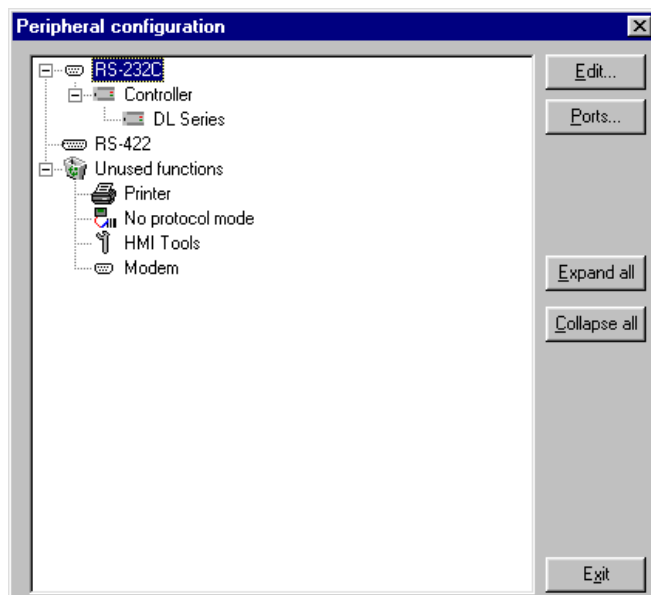 Peripheral configuration
RS-232C
Controller
DL Series
RS-422
Unused functions
Printer
No protocol mode
HMI Tools
Modem
Edit...
Ports...
Expand all
Collapse all
Exit